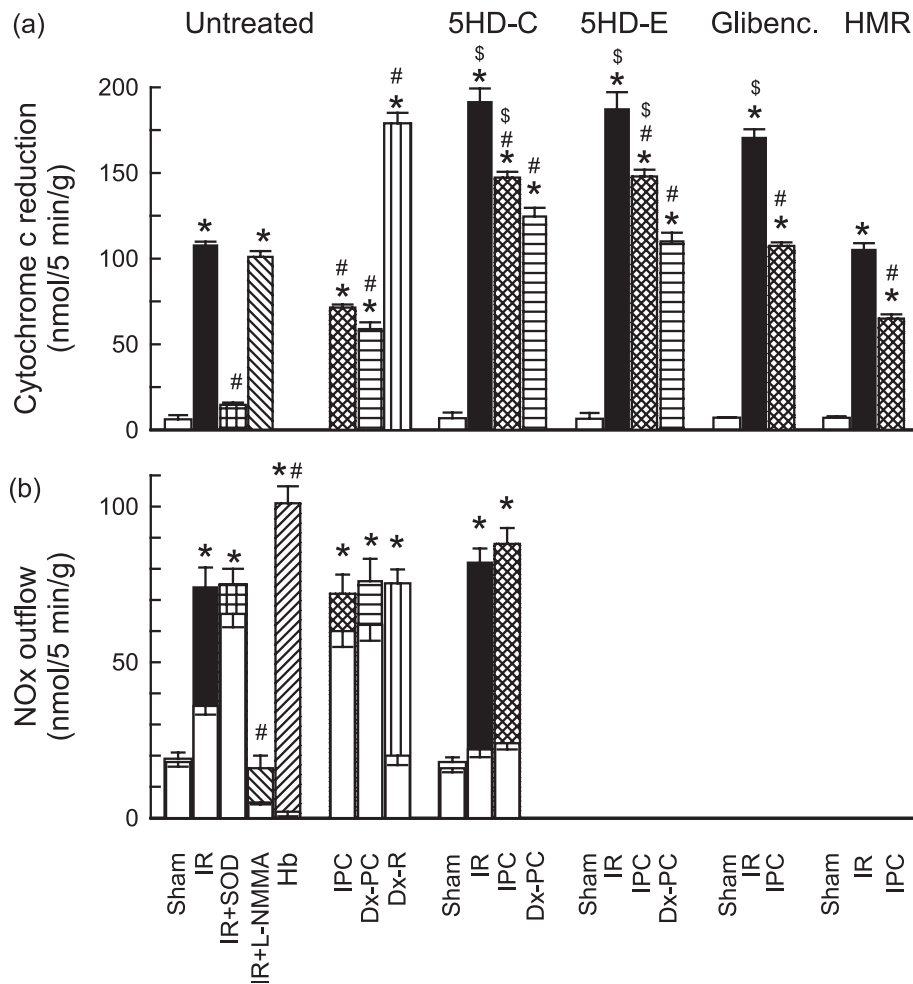 (a) Untreated 5HD-C 5HD-E Glibenc. HMR
Cytochrome c reduction
(nmol/5 min/g)
200
150
100
50
0
* # * # * # * # * $ * $ # * # * $ * $ # * # * $ * # * * # *
(b)
NOx outflow
(nmol/5 min/g)
100
50
0
* * # * # * * * * *
Sham IR IR+SOD IR+L-NMMA Hb IPC Dx-PC Dx-R Sham IR IPC Dx-PC Sham IR IPC Dx-PC Sham IR IPC Sham IR IPC